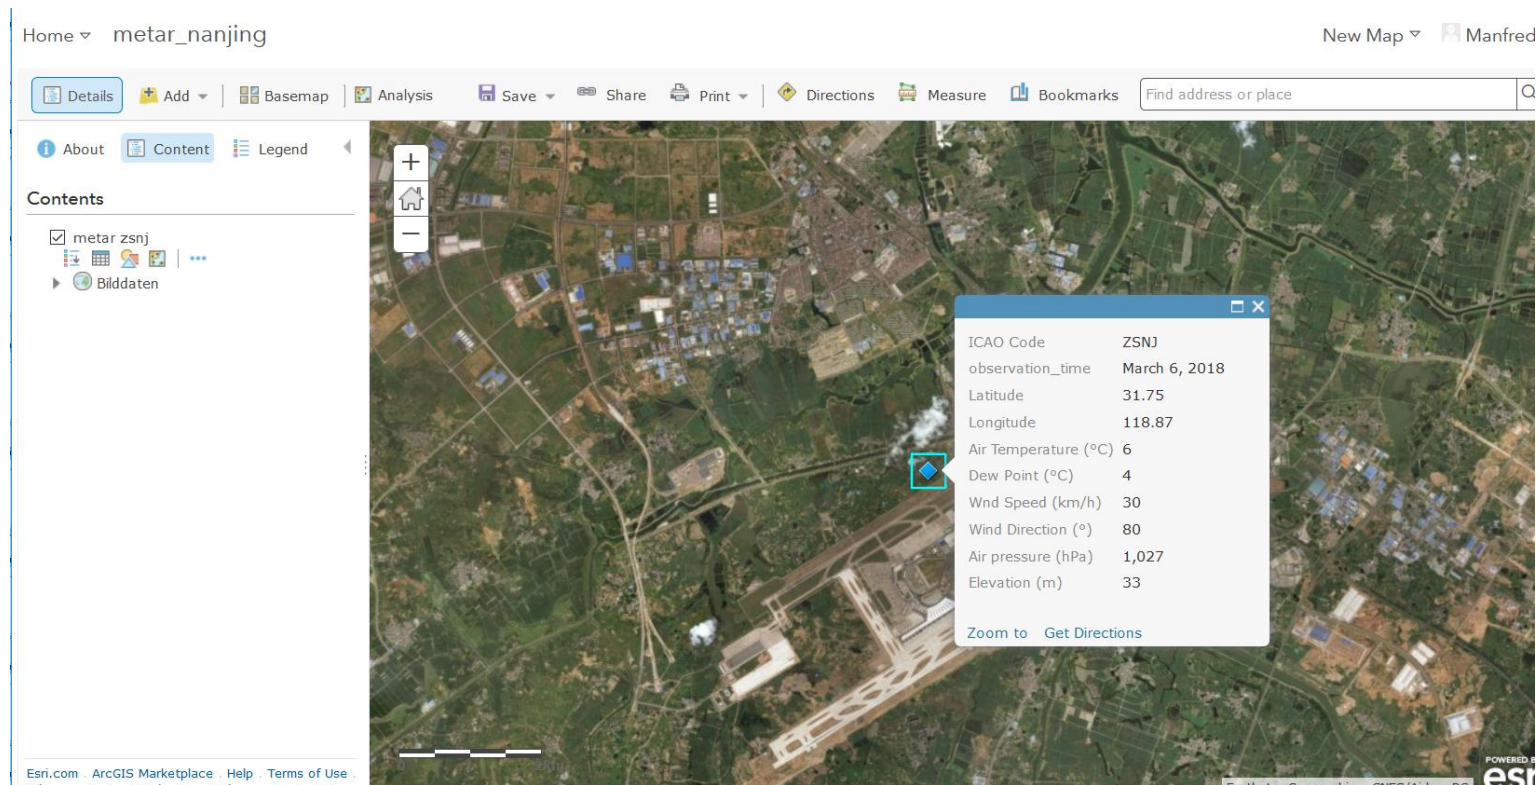 Home metar_nanjing New Map Manfred
Details Add Basemap Analysis Save Share Print Directions Measure Bookmarks Find address or place
About Content Legend
Contents
metar zsnj
Bilddaten
ICAO Code ZSNJ
observation_time March 6, 2018
Latitude 31.75
Longitude 118.87
Air Temperature (°C) 6
Dew Point (°C) 4
Wnd Speed (km/h) 30
Wind Direction (°) 80
Air pressure (hPa) 1,027
Elevation (m) 33
Zoom to Get Directions
Esri.com . ArcGIS Marketplace . Help . Terms of Use .
POWERED B
esr